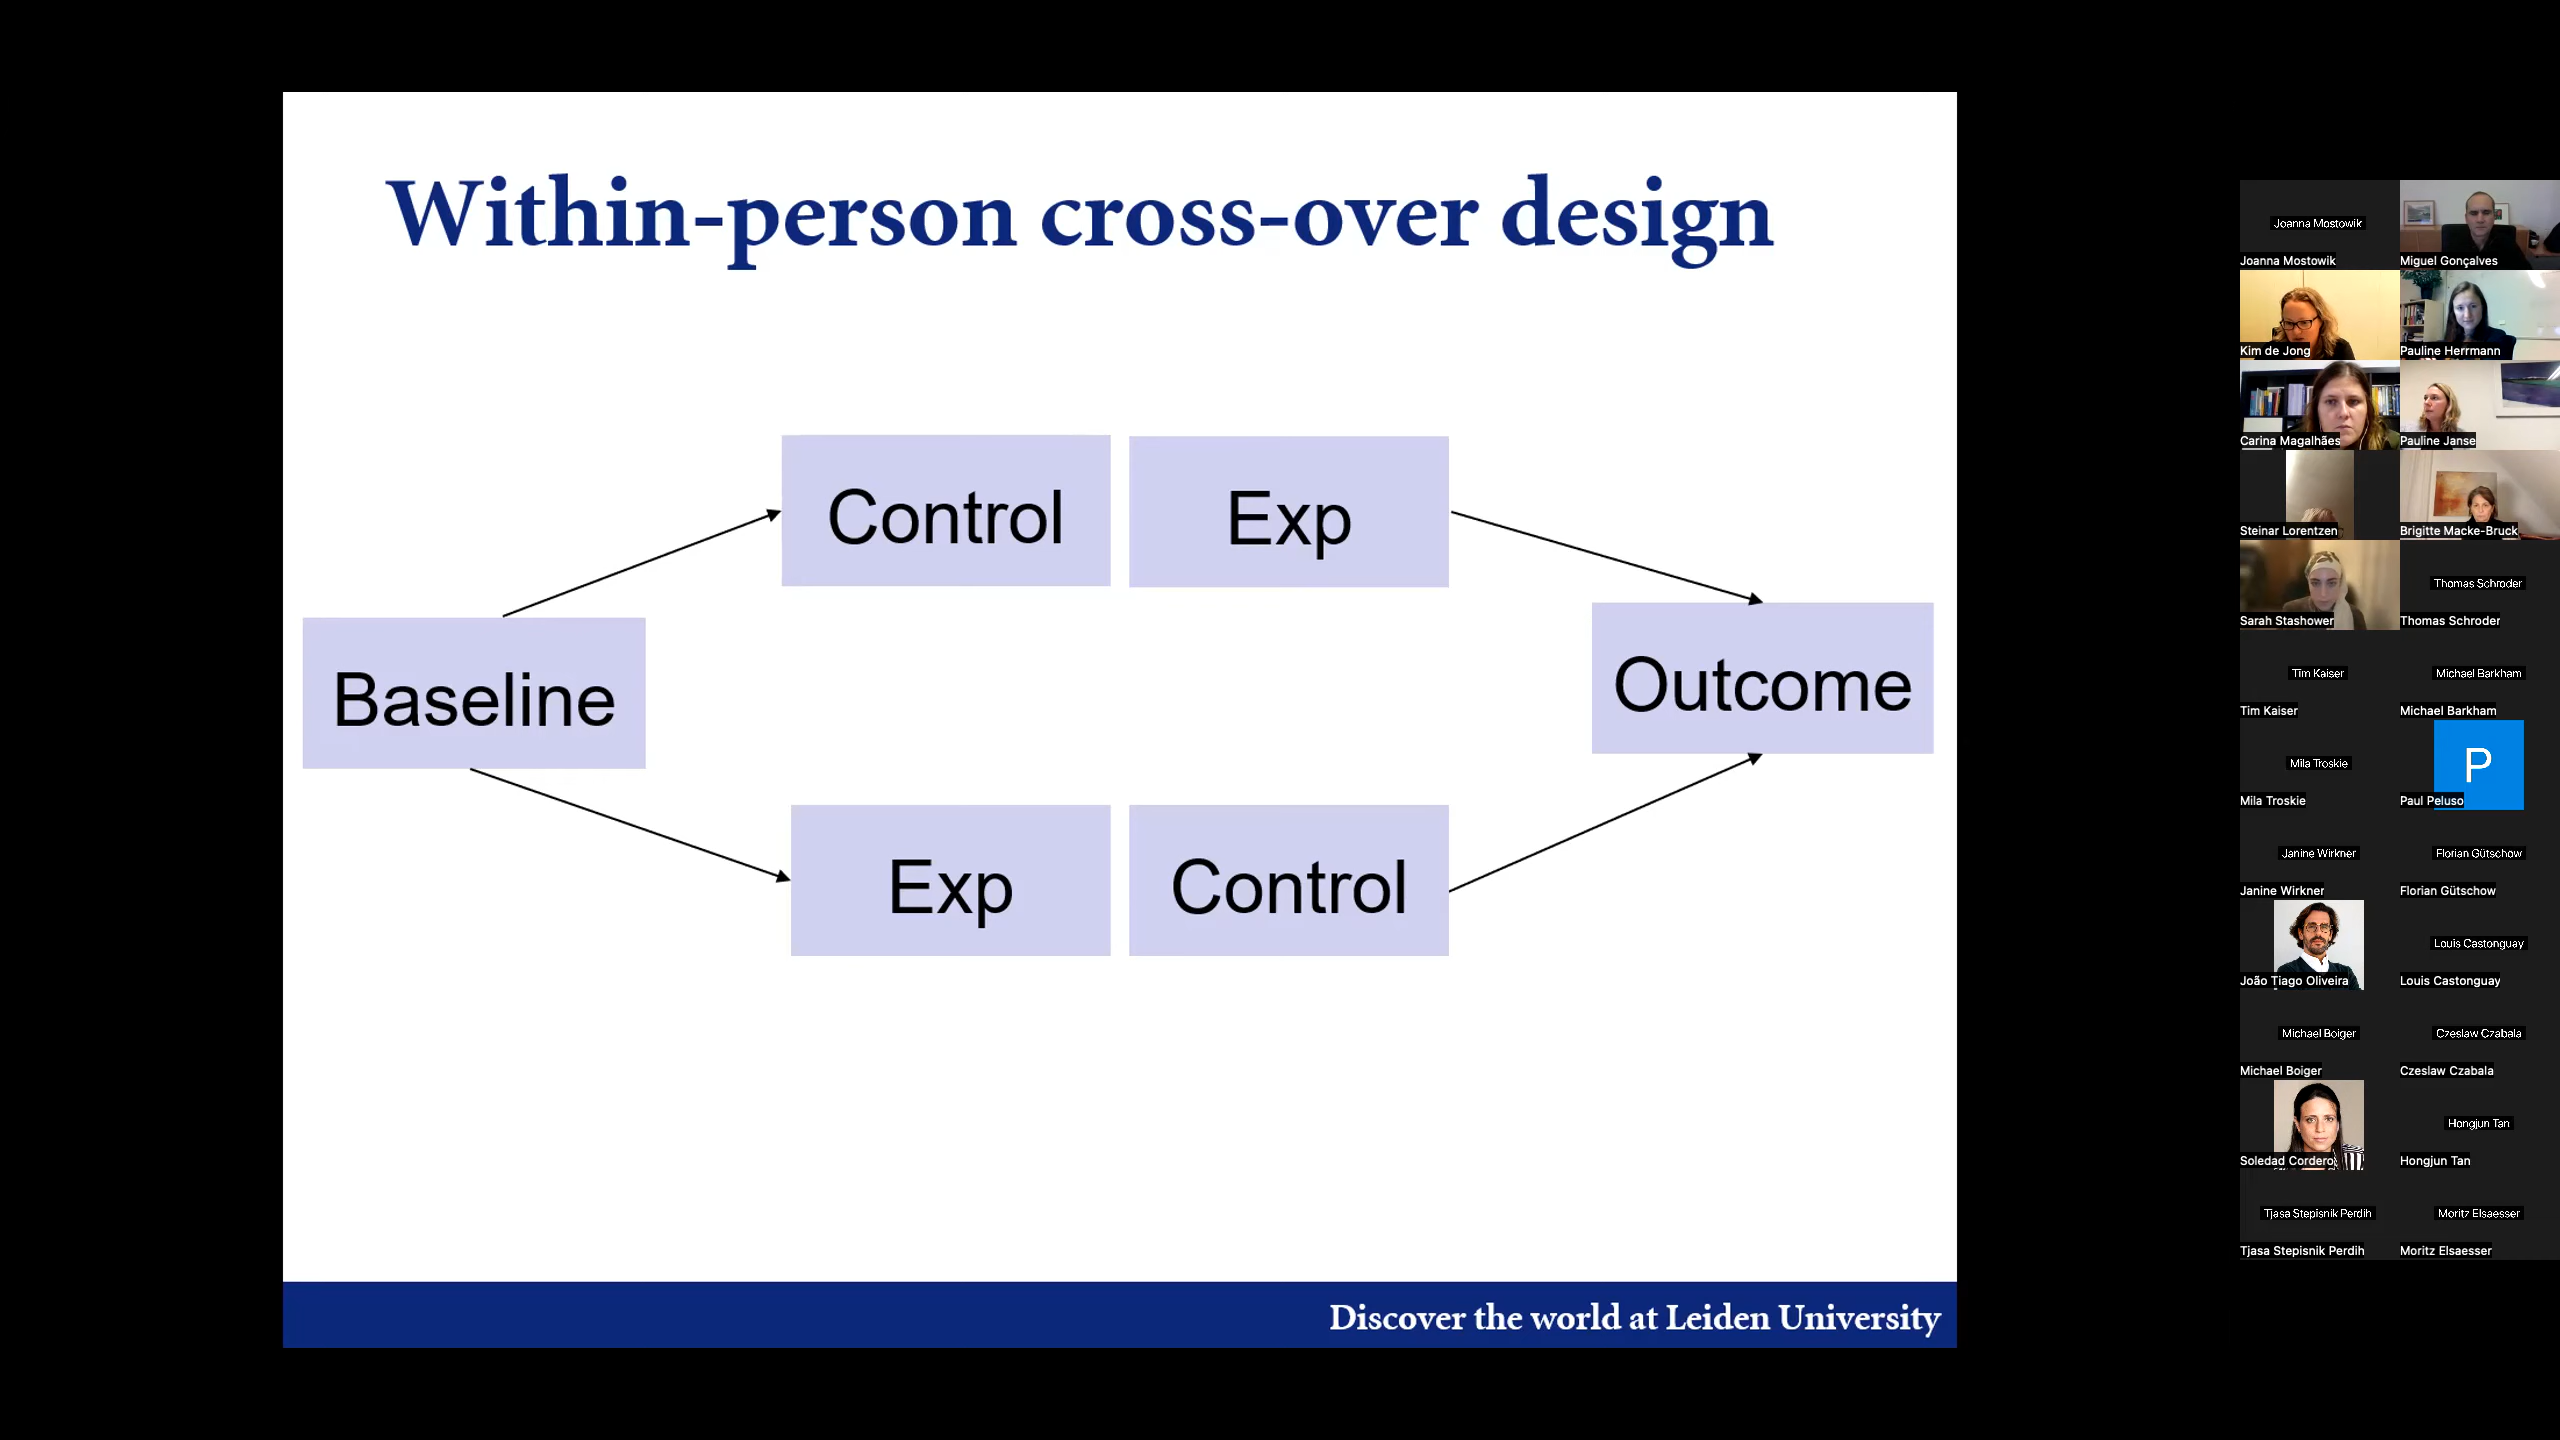 Within-person cross-over design
Control
Exp
Baseline
Outcome
Exp
Control
Discover the world at Leiden University
Joanna Mostowik
Joanna Mostowik
Miguel Gonçalves
Kim de Jong
Pauline Herrmann
Carina Magalhães
Pauline Janse
Steinar Lorentzen
Brigitte Macke-Bruck
Sarah Stashower
Thomas Schroder
Thomas Schroder
Tim Kaiser
Tim Kaiser
Michael Barkham
Michael Barkham
Mila Troskie
Mila Troskie
P
Paul Peluso
Janine Wirkner
Janine Wirkner
Florian Gütschow
Florian Gütschow
João Tiago Oliveira
Louis Castonguay
Louis Castonguay
Michael Boiger
Michael Boiger
Czeslaw Czabala
Czeslaw Czabala
Soledad Cordero
Hongjun Tan
Hongjun Tan
Tjasa Stepisnik Perdih
Tjasa Stepisnik Perdih
Moritz Elsaesser
Moritz Elsaesser